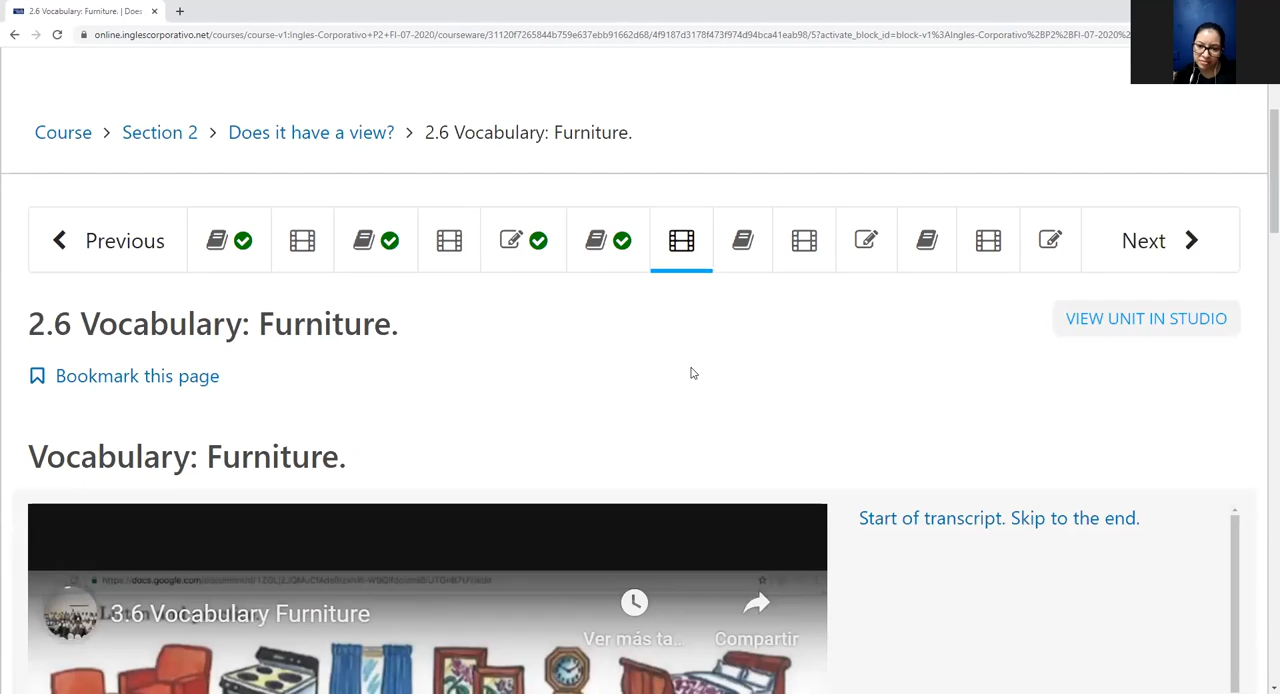 2.6 Vocabulary: Furniture. | Does
online.inglescorporativo.net/courses/course-v1:Ingles-Corporativo+P2+FI-07-2020/courseware/31120f7265844b759e637ebb91662d68/4f9187d3178f473f974d94bca41eab98/5?activate_block_id=block-v1%3AIngles-Corporativo%2BP2%2BFI-07-2020%2
Course > Section 2 > Does it have a view? > 2.6 Vocabulary: Furniture.
Previous
Next
2.6 Vocabulary: Furniture.
VIEW UNIT IN STUDIO
Bookmark this page
Vocabulary: Furniture.
Start of transcript. Skip to the end.
3.6 Vocabulary Furniture
Ver más ta...
Compartir